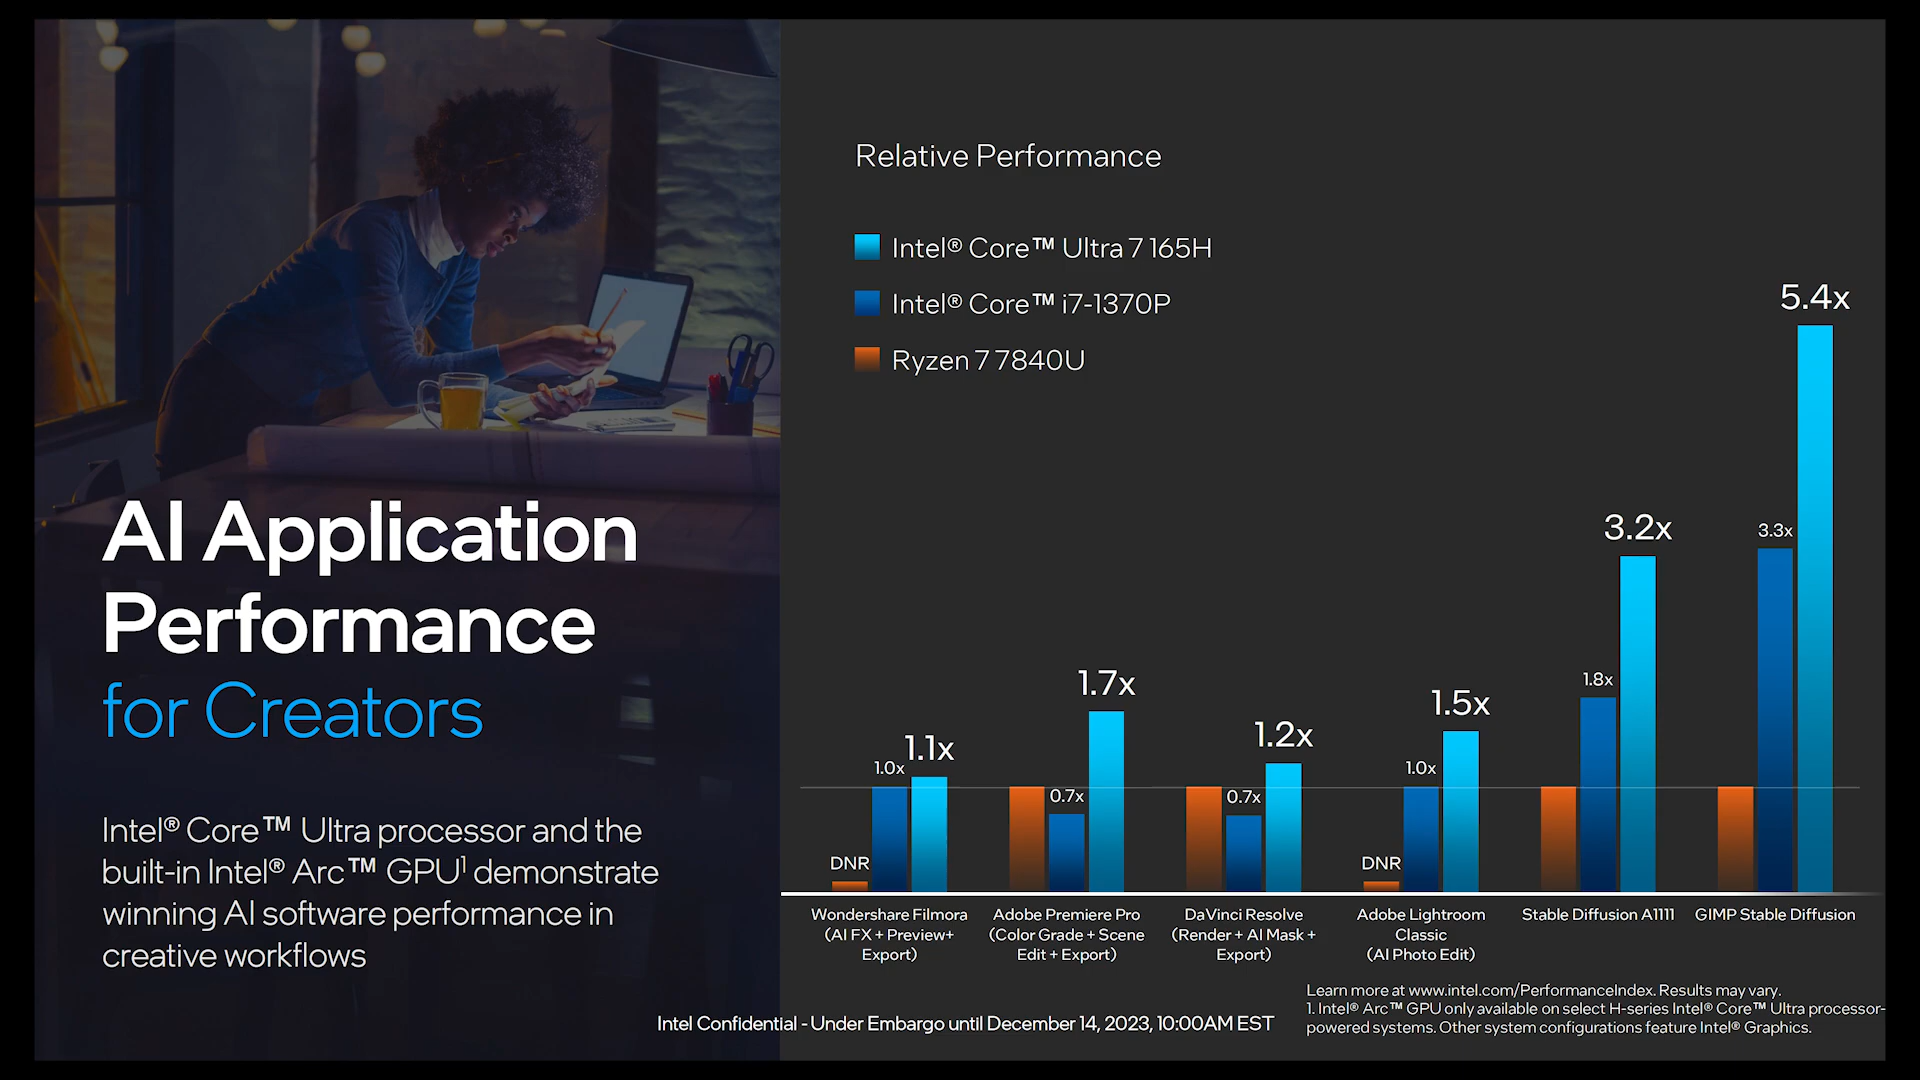 AI Application
Performance
for Creators
Intel® Core™ Ultra processor and the
built-in Intel® Arc™ GPU¹ demonstrate
winning AI software performance in
creative workflows
Relative Performance
Intel® Core™ Ultra 7 165H
Intel® Core™ i7-1370P
Ryzen 7 7840U
DNR
1.0x
1.1x
0.7x
1.7x
0.7x
1.2x
DNR
1.0x
1.5x
1.8x
3.2x
3.3x
5.4x
Wondershare Filmora
(AI FX + Preview+
Export)
Adobe Premiere Pro
(Color Grade + Scene
Edit + Export)
DaVinci Resolve
(Render + AI Mask +
Export)
Adobe Lightroom
Classic
(AI Photo Edit)
Stable Diffusion A1111
GIMP Stable Diffusion
Learn more at www.intel.com/PerformanceIndex. Results may vary.
1. Intel® Arc™ GPU only available on select H-series Intel® Core™ Ultra processor-
powered systems. Other system configurations feature Intel® Graphics.
Intel Confidential - Under Embargo until December 14, 2023, 10:00AM EST